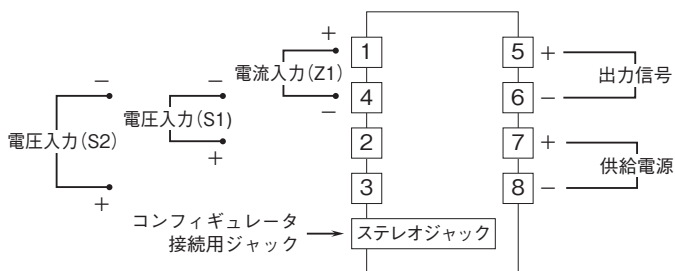 +
1
5
+
電流入力(Z1)
出力信号
−
−
4
6
−
−
電圧入力(S1)
電圧入力(S2)
2
7
+
+
供給電源
3
8
−
+
コンフィギュレータ
接続用ジャック
ステレオジャック